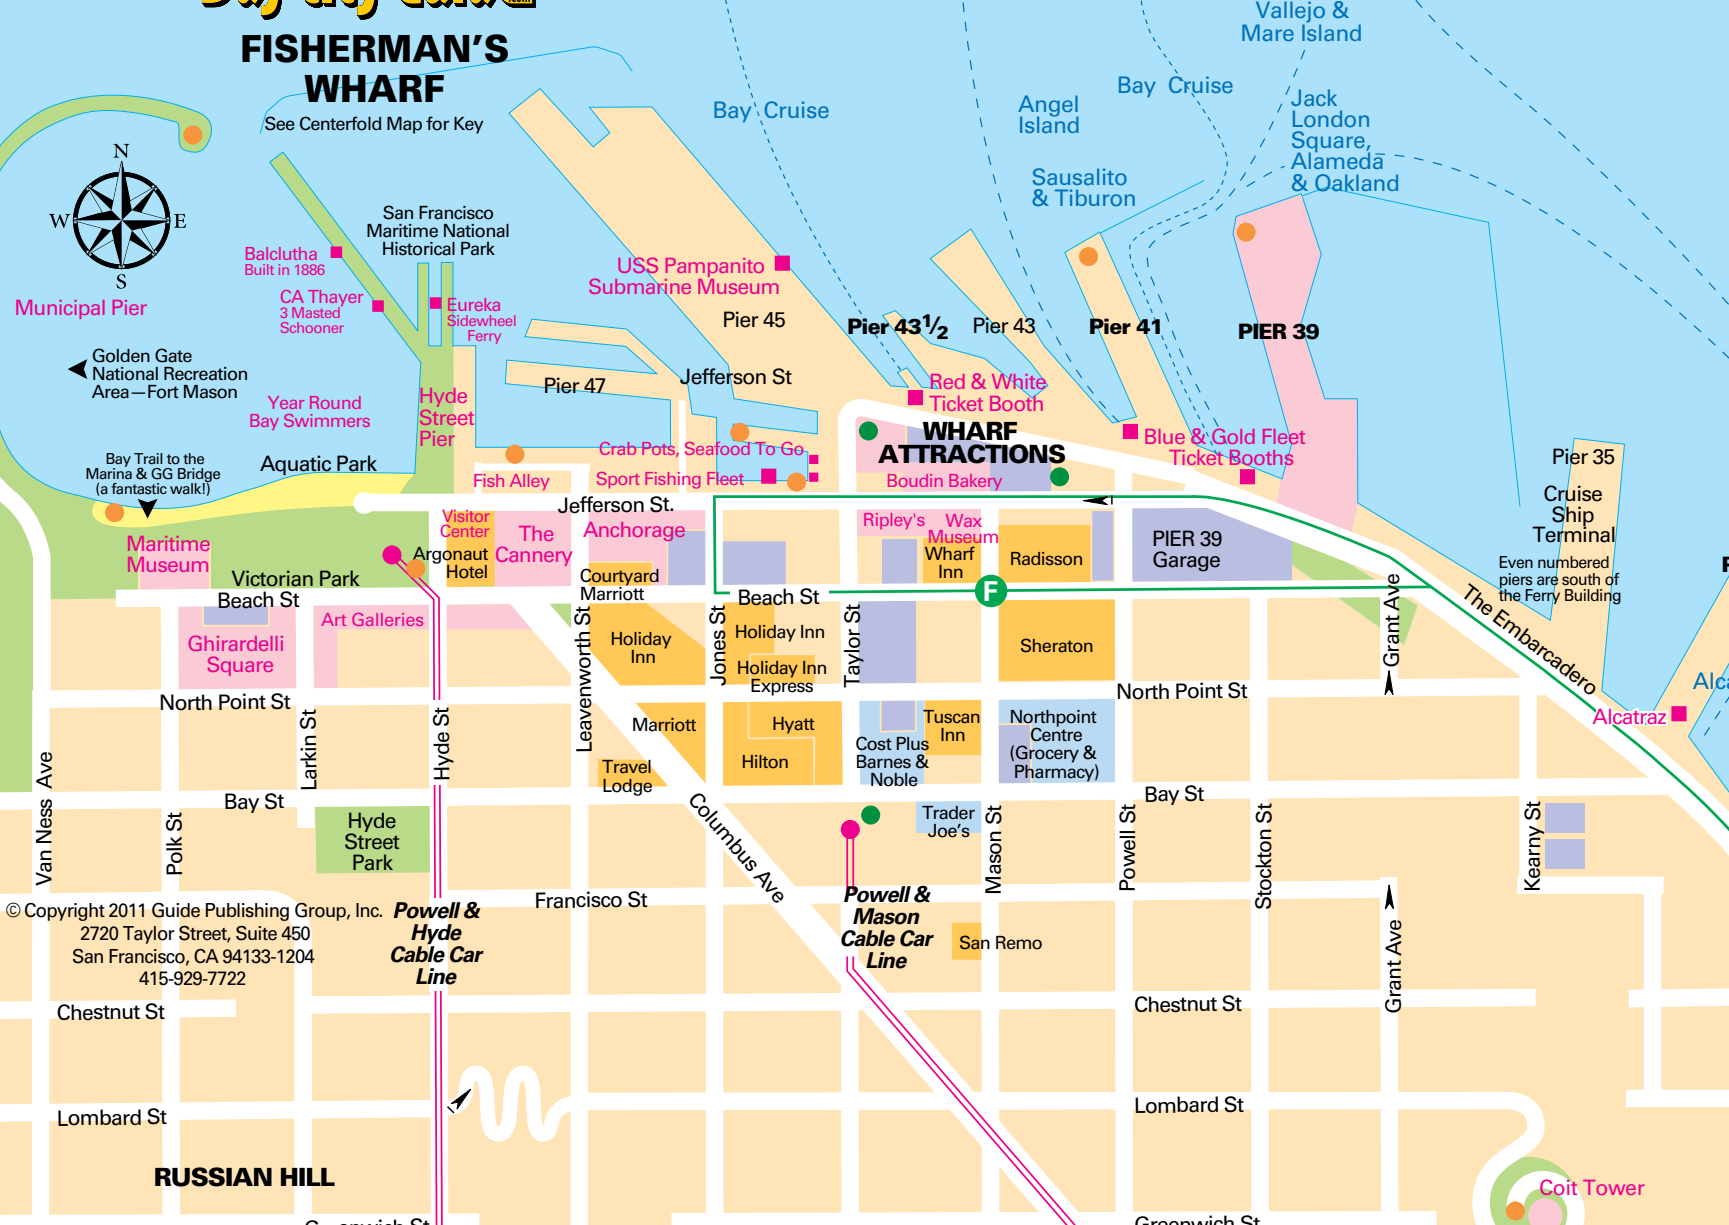 FISHERMAN'S
WHARF
See Centerfold Map for Key
N
W
E
S
Vallejo &
Mare Island
Bay Cruise
Bay Cruise
Angel
Island
Jack
London
Square,
Alameda
& Oakland
Sausalito
& Tiburon
San Francisco
Maritime National
Historical Park
Balclutha
Built in 1886
CA Thayer
3 Masted
Schooner
Eureka
Sidewheel
Ferry
Municipal Pier
USS Pampanito
Submarine Museum
Pier 45
Pier 43½
Pier 43
Pier 41
PIER 39
Golden Gate
National Recreation
Area—Fort Mason
Year Round
Bay Swimmers
Hyde
Street
Pier
Pier 47
Jefferson St
Red & White
Ticket Booth
WHARF
ATTRACTIONS
Blue & Gold Fleet
Ticket Booths
Bay Trail to the
Marina & GG Bridge
(a fantastic walk!)
Aquatic Park
Crab Pots, Seafood To Go
Sport Fishing Fleet
Fish Alley
Boudin Bakery
Jefferson St.
Pier 35
Cruise
Ship
Terminal
Even numbered
piers are south of
the Ferry Building
Visitor
Center
The
Cannery
Anchorage
Ripley's
Wax
Museum
Wharf
Inn
Radisson
PIER 39
Garage
Maritime
Museum
Argonaut
Hotel
Victorian Park
Beach St
Courtyard
Marriott
Beach St
F
Art Galleries
Ghirardelli
Square
Holiday
Inn
Holiday Inn
Holiday Inn
Express
Sheraton
Leavenworth St
Jones St
Taylor St
Grant Ave
The Embarcadero
North Point St
North Point St
Alcatraz
Alca
Marriott
Hyatt
Hilton
Travel
Lodge
Cost Plus
Barnes &
Noble
Tuscan
Inn
Northpoint
Centre
(Grocery &
Pharmacy)
Van Ness Ave
Larkin St
Hyde St
Polk St
Bay St
Bay St
Hyde
Street
Park
Columbus Ave
Trader
Joe's
Mason St
Powell St
Stockton St
Kearny St
Francisco St
© Copyright 2011 Guide Publishing Group, Inc.
2720 Taylor Street, Suite 450
San Francisco, CA 94133-1204
415-929-7722
Powell &
Hyde
Cable Car
Line
Powell &
Mason
Cable Car
Line
San Remo
Grant Ave
Chestnut St
Chestnut St
Lombard St
Lombard St
RUSSIAN HILL
Coit Tower
Greenwich St
Greenwich St